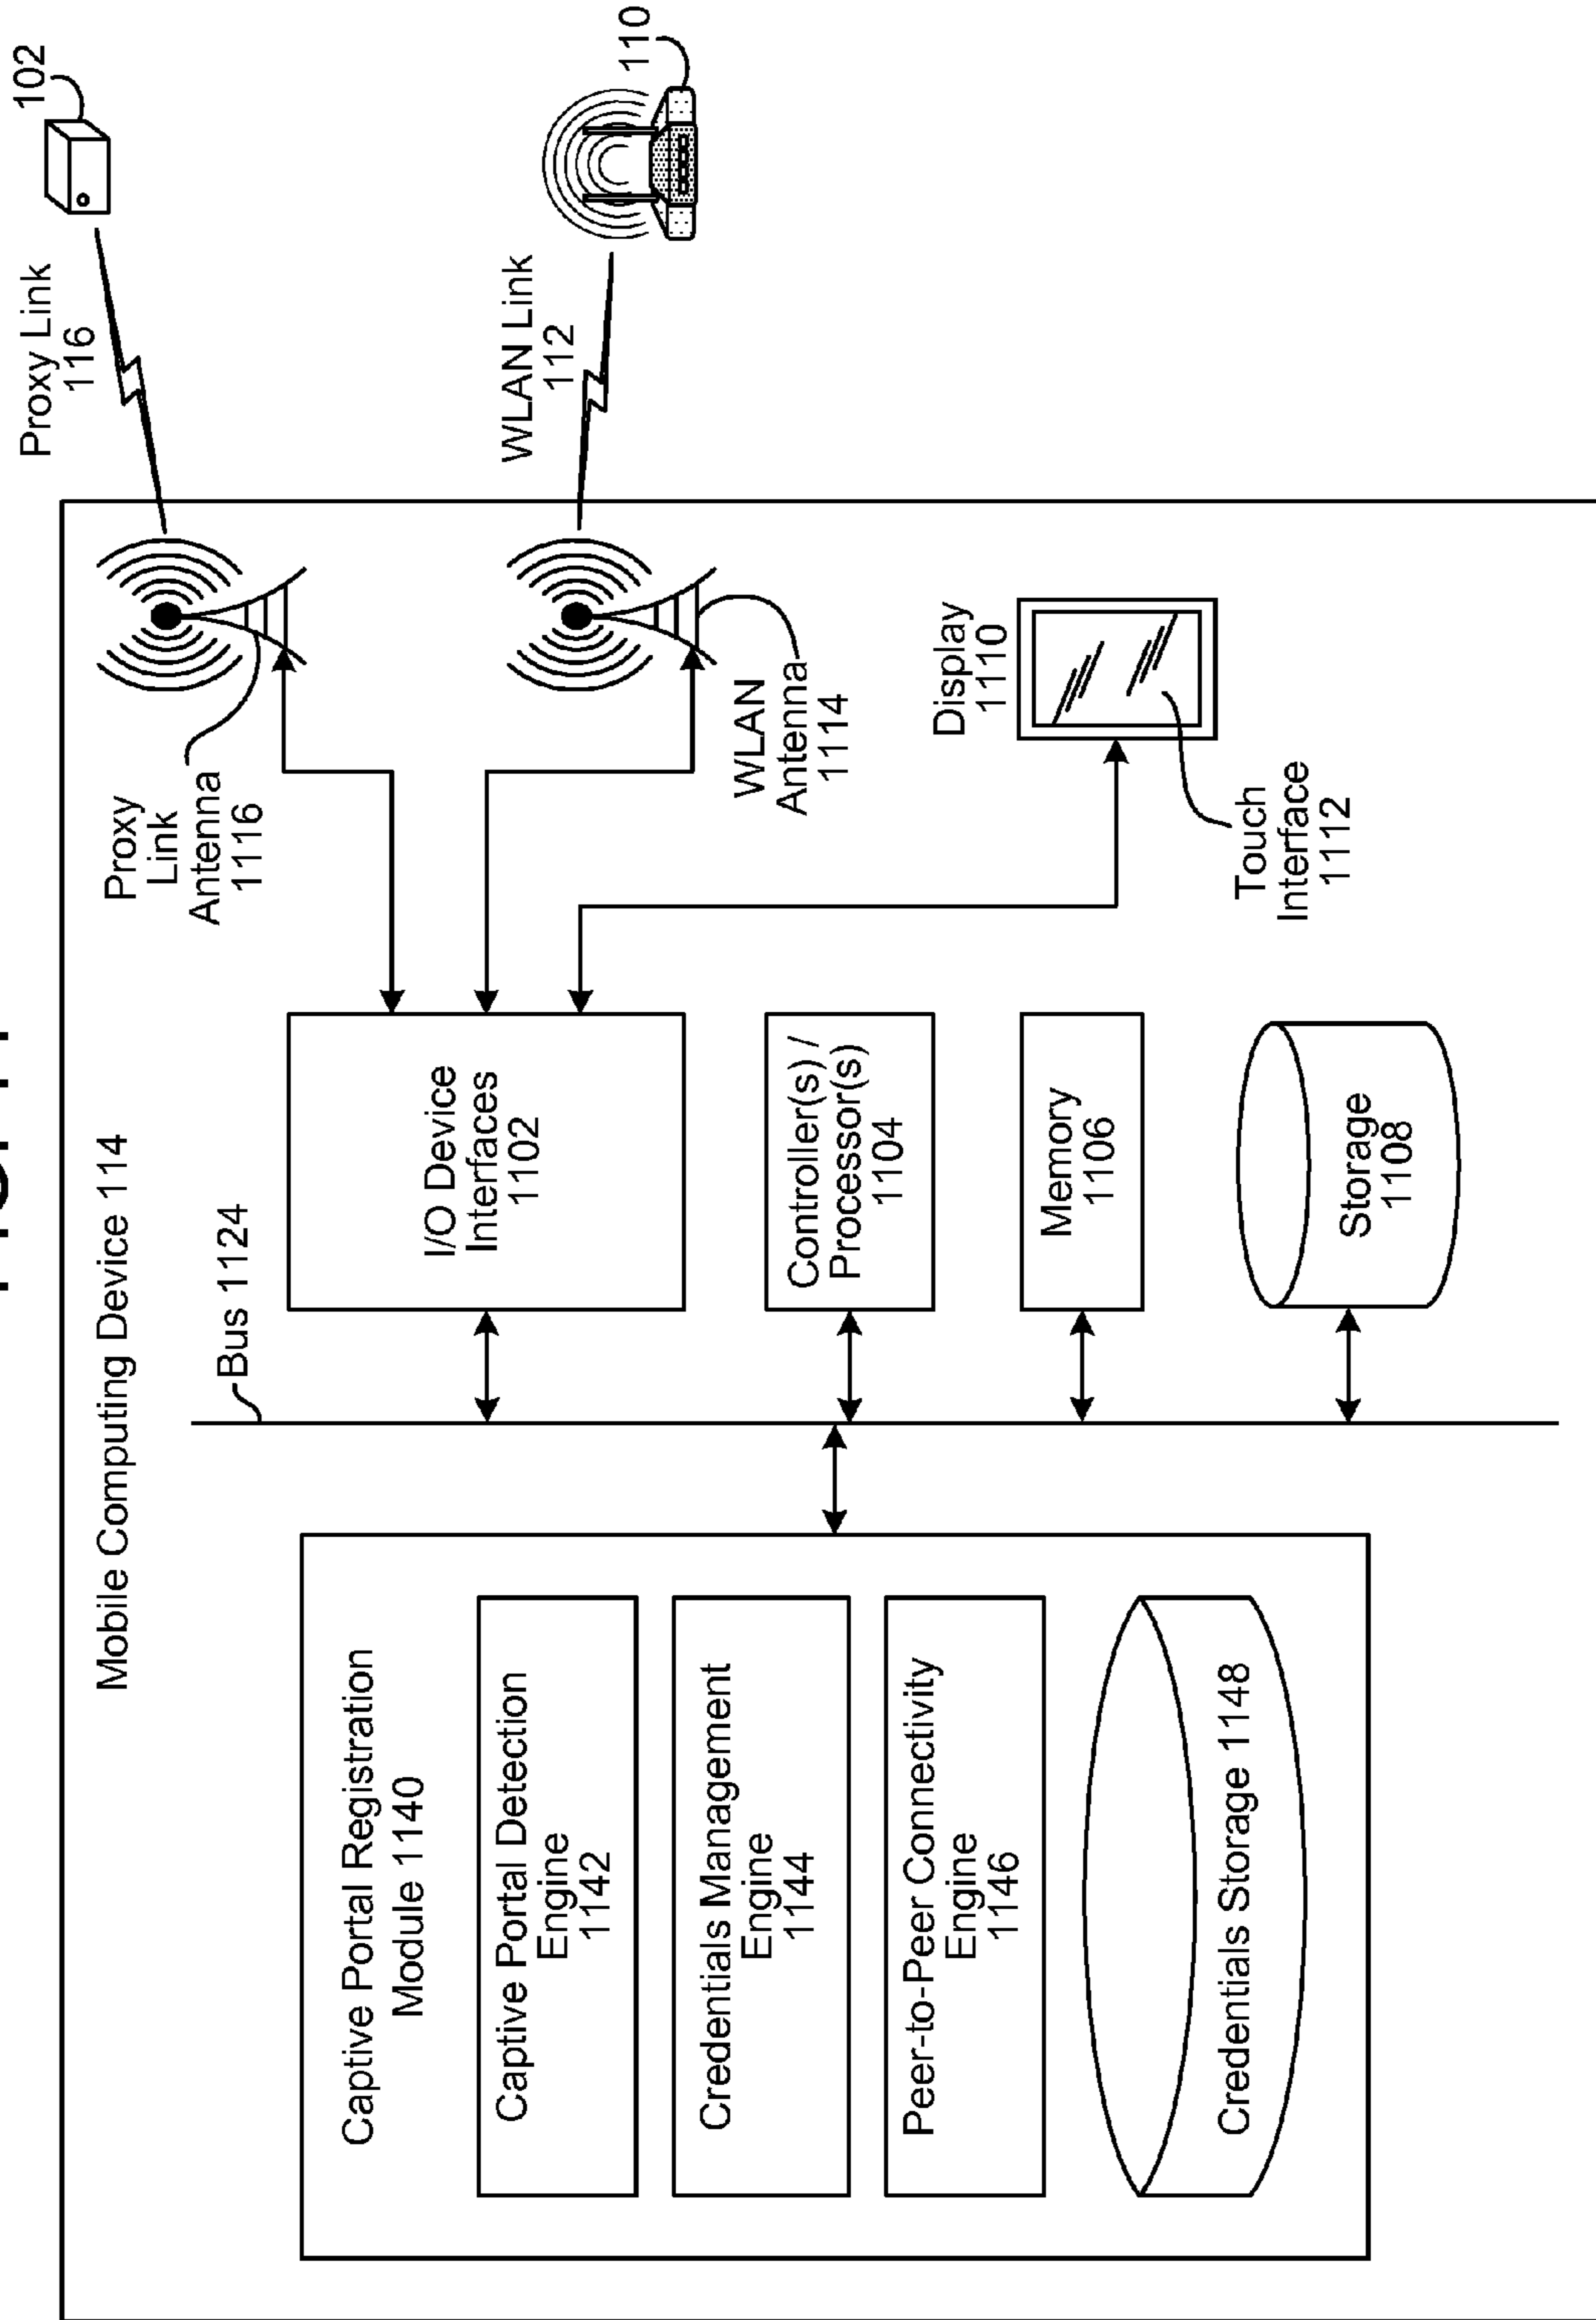 Mobile Computing Device 114
Captive Portal Registration
Module 1140
Captive Portal Detection
Engine
1142
Credentials Management
Engine
1144
Peer-to-Peer Connectivity
Engine
1146
Credentials Storage 1148
Bus 1124
I/O Device
Interfaces
1102
Controller(s) /
Processor(s)
1104
Memory
1106
Storage
1108
Proxy
Link
Antenna
1116
WLAN
Antenna
1114
Display
1110
Touch
Interface
1112
Proxy Link
116
102
WLAN Link
112
110